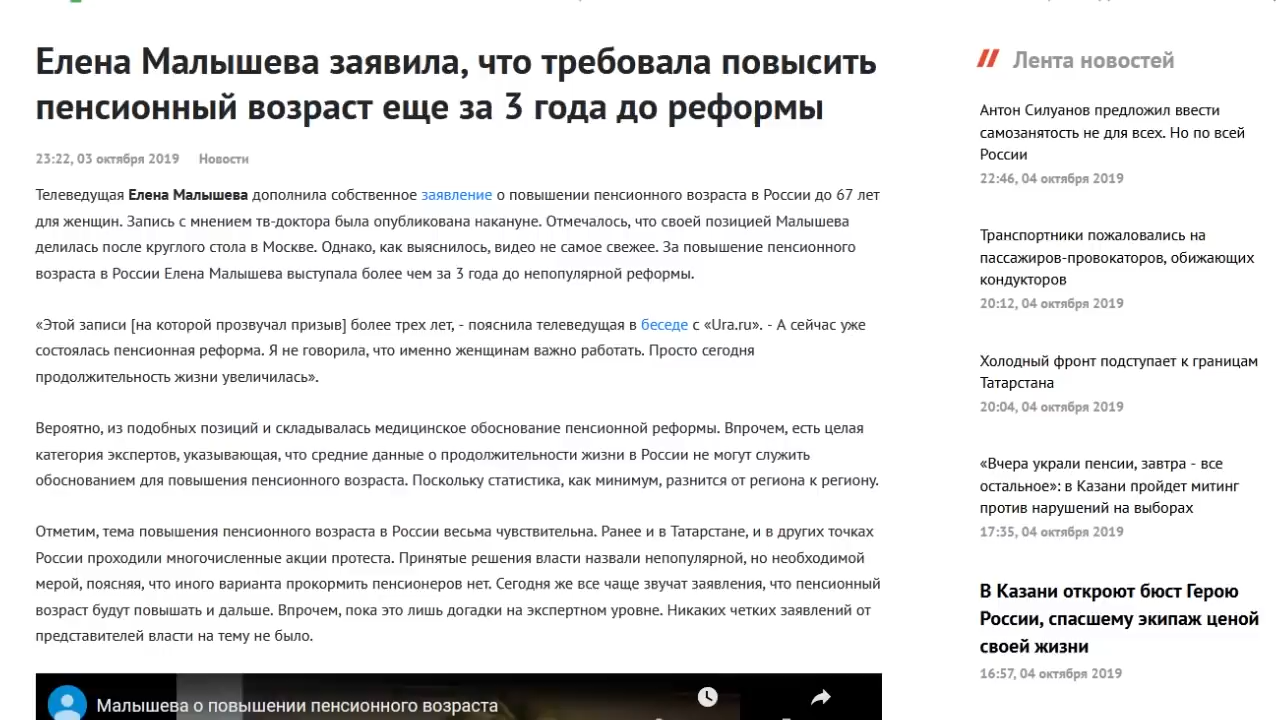 Елена Малышева заявила, что требовала повысить
пенсионный возраст еще за 3 года до реформы
23:22, 03 октября 2019 Новости
Телеведущая Елена Малышева дополнила собственное заявление о повышении пенсионного возраста в России до 67 лет
для женщин. Запись с мнением тв-доктора была опубликована накануне. Отмечалось, что своей позицией Малышева
делилась после круглого стола в Москве. Однако, как выяснилось, видео не самое свежее. За повышение пенсионного
возраста в России Елена Малышева выступала более чем за 3 года до непопулярной реформы.
«Этой записи [на которой прозвучал призыв] более трех лет, - пояснила телеведущая в беседе с «Ura.ru». - А сейчас уже
состоялась пенсионная реформа. Я не говорила, что именно женщинам важно работать. Просто сегодня
продолжительность жизни увеличилась».
Вероятно, из подобных позиций и складывалась медицинское обоснование пенсионной реформы. Впрочем, есть целая
категория экспертов, указывающая, что средние данные о продолжительности жизни в России не могут служить
обоснованием для повышения пенсионного возраста. Поскольку статистика, как минимум, разнится от региона к региону.
Отметим, тема повышения пенсионного возраста в России весьма чувствительна. Ранее и в Татарстане, и в других точках
России проходили многочисленные акции протеста. Принятые решения власти назвали непопулярной, но необходимой
мерой, поясняя, что иного варианта прокормить пенсионеров нет. Сегодня же все чаще звучат заявления, что пенсионный
возраст будут повышать и дальше. Впрочем, пока это лишь догадки на экспертном уровне. Никаких четких заявлений от
представителей власти на тему не было.
Малышева о повышении пенсионного возраста
Лента новостей
Антон Силуанов предложил ввести
самозанятость не для всех. Но по всей
России
22:46, 04 октября 2019
Транспортники пожаловались на
пассажиров-провокаторов, обижающих
кондукторов
20:12, 04 октября 2019
Холодный фронт подступает к границам
Татарстана
20:04, 04 октября 2019
«Вчера украли пенсии, завтра - все
остальное»: в Казани пройдет митинг
против нарушений на выборах
17:35, 04 октября 2019
В Казани откроют бюст Герою
России, спасшему экипаж ценой
своей жизни
16:57, 04 октября 2019